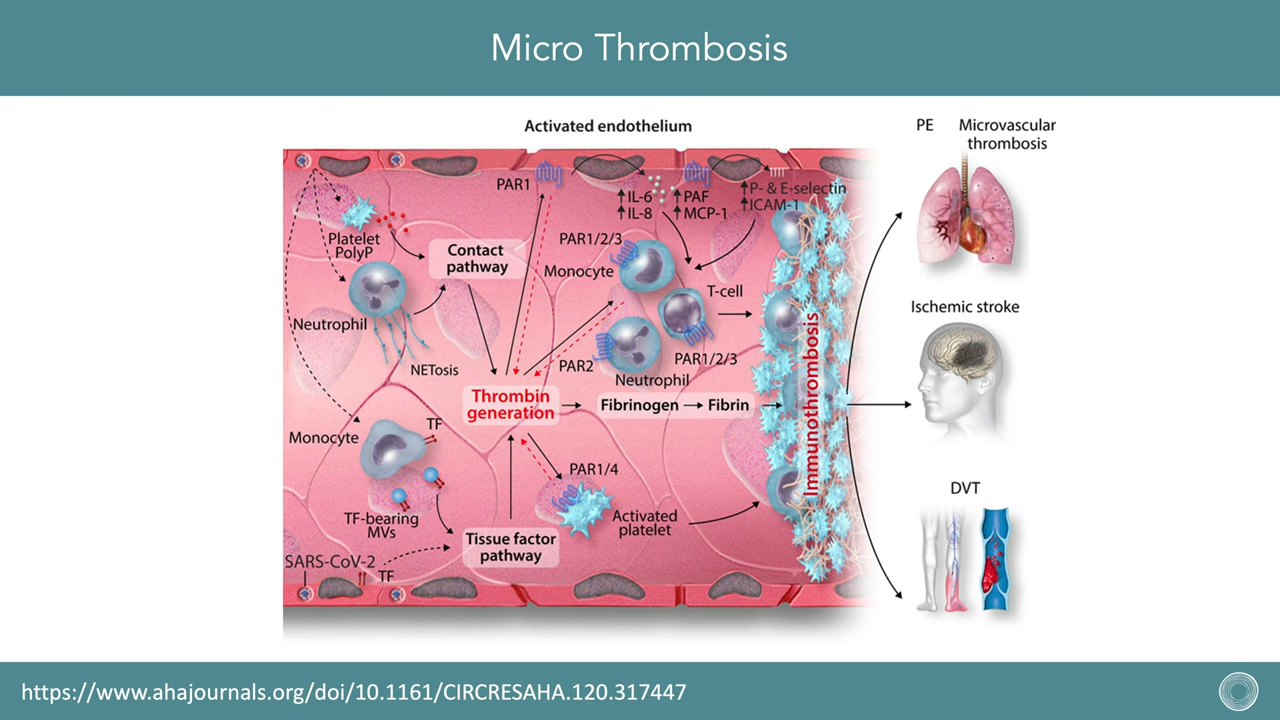 Micro Thrombosis
Activated endothelium
PAR1
↑IL-6
↑IL-8
↑PAF
↑MCP-1
↑P- & E-selectin
↑ICAM-1
Platelet
PolyP
Contact
pathway
PAR1/2/3
Monocyte
T-cell
Neutrophil
NETosis
PAR2
PAR1/2/3
Neutrophil
Thrombin
generation
Fibrinogen
Fibrin
Immunothrombosis
Monocyte
TF
TF-bearing
MVs
PAR1/4
Activated
platelet
Tissue factor
pathway
SARS-CoV-2
TF
PE
Microvascular
thrombosis
Ischemic stroke
DVT
https://www.ahajournals.org/doi/10.1161/CIRCRESAHA.120.317447